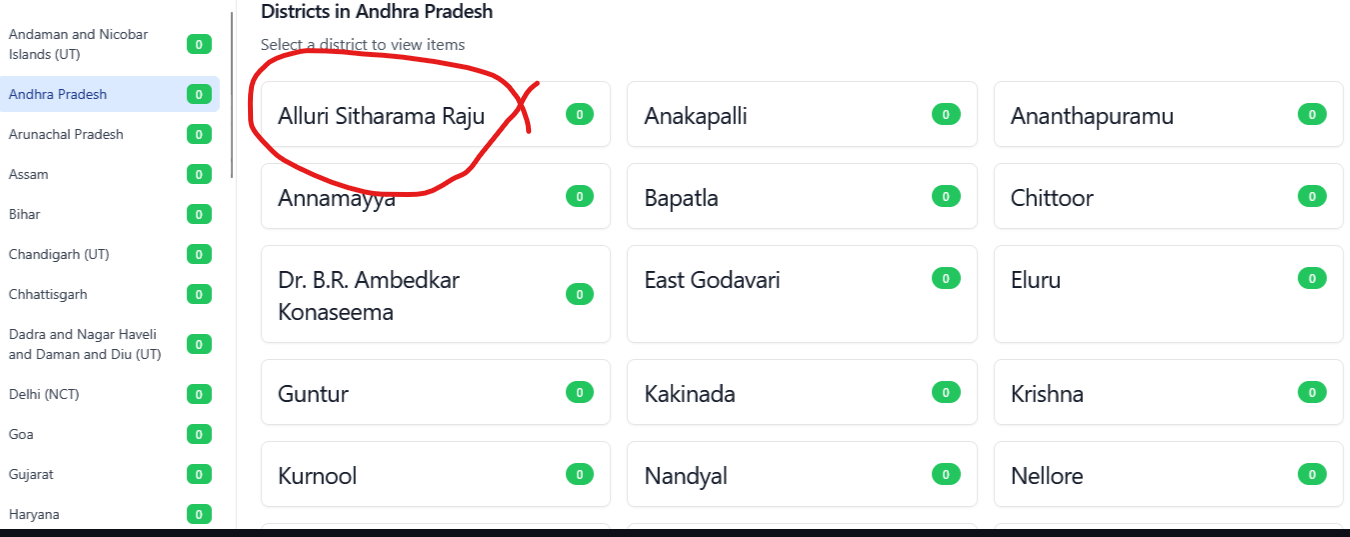 Andaman and Nicobar
Islands (UT)
0
Andhra Pradesh
0
Arunachal Pradesh
0
Assam
0
Bihar
0
Chandigarh (UT)
0
Chhattisgarh
0
Dadra and Nagar Haveli
and Daman and Diu (UT)
0
Delhi (NCT)
0
Goa
0
Gujarat
0
Haryana
0
Districts in Andhra Pradesh
Select a district to view items
Alluri Sitharama Raju 0
Anakapalli 0
Ananthapuramu 0
Annamayya 0
Bapatla 0
Chittoor 0
Dr. B.R. Ambedkar
Konaseema
0
East Godavari 0
Eluru 0
Guntur 0
Kakinada 0
Krishna 0
Kurnool 0
Nandyal 0
Nellore 0